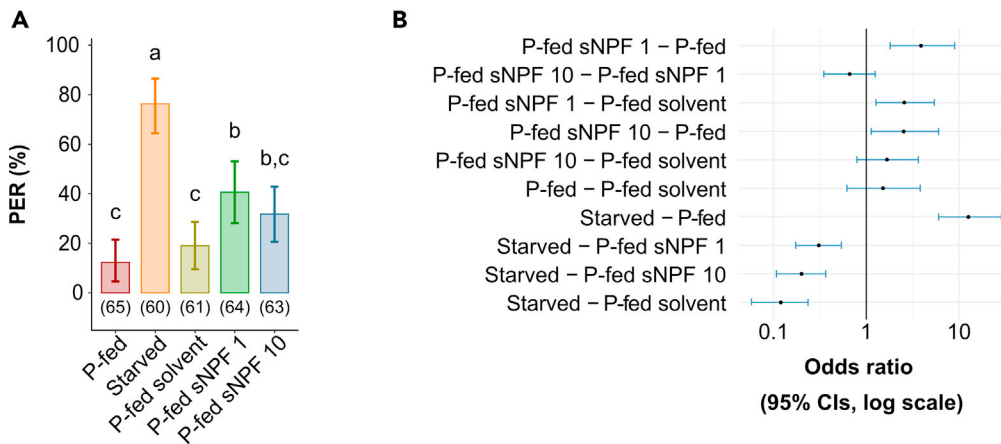 A
PER (%)
100
80
60
40
20
0
a
b
b,c
c
c
(65) (60) (61) (64) (63)
P-fed
Starved
P-fed solvent
P-fed sNPF 1
P-fed sNPF 10
B
P-fed sNPF 1 − P-fed
P-fed sNPF 10 − P-fed sNPF 1
P-fed sNPF 1 − P-fed solvent
P-fed sNPF 10 − P-fed
P-fed sNPF 10 − P-fed solvent
P-fed − P-fed solvent
Starved − P-fed
Starved − P-fed sNPF 1
Starved − P-fed sNPF 10
Starved − P-fed solvent
0.1 1 10
Odds ratio
(95% CIs, log scale)